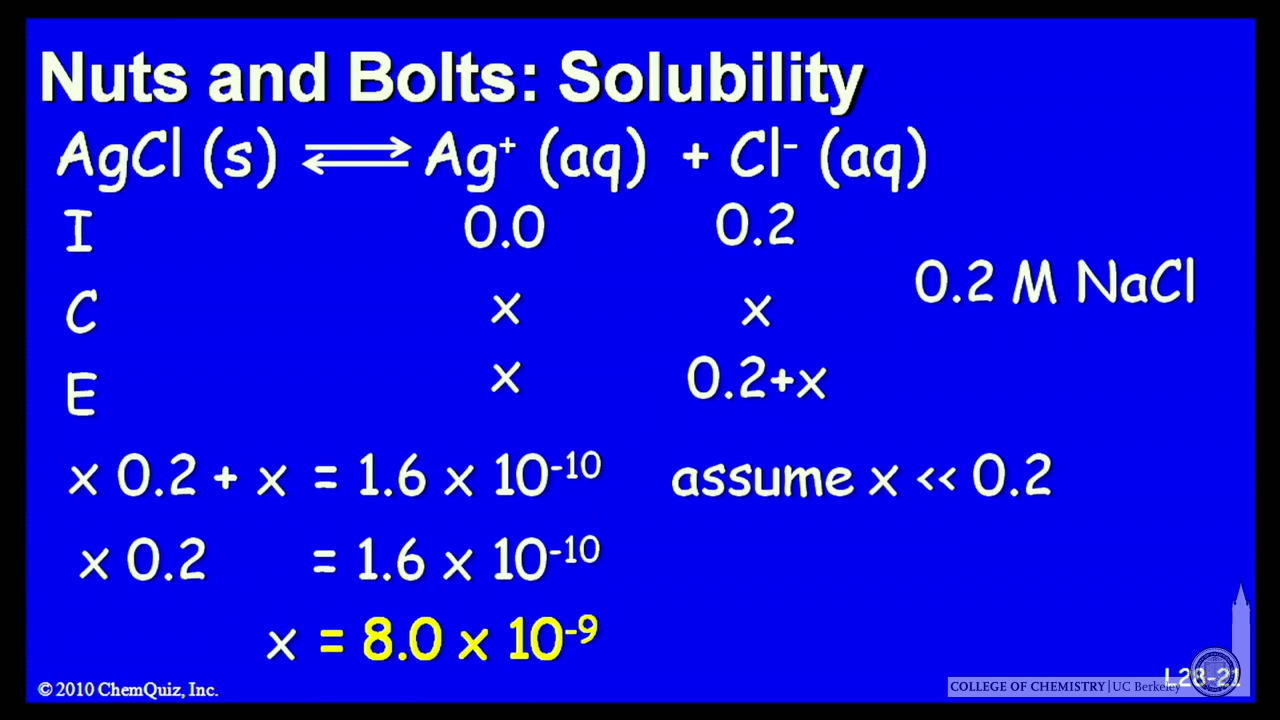 Nuts and Bolts: Solubility
AgCl (s) ⇌ Ag⁺ (aq) + Cl⁻ (aq)
I 0.0 0.2
0.2 M NaCl
C x x
E x 0.2+x
x 0.2 + x = 1.6 x 10⁻¹⁰ assume x << 0.2
x 0.2 = 1.6 x 10⁻¹⁰
x = 8.0 x 10⁻⁹
© 2010 ChemQuiz, Inc.
L28-21
COLLEGE OF CHEMISTRY | UC Berkeley